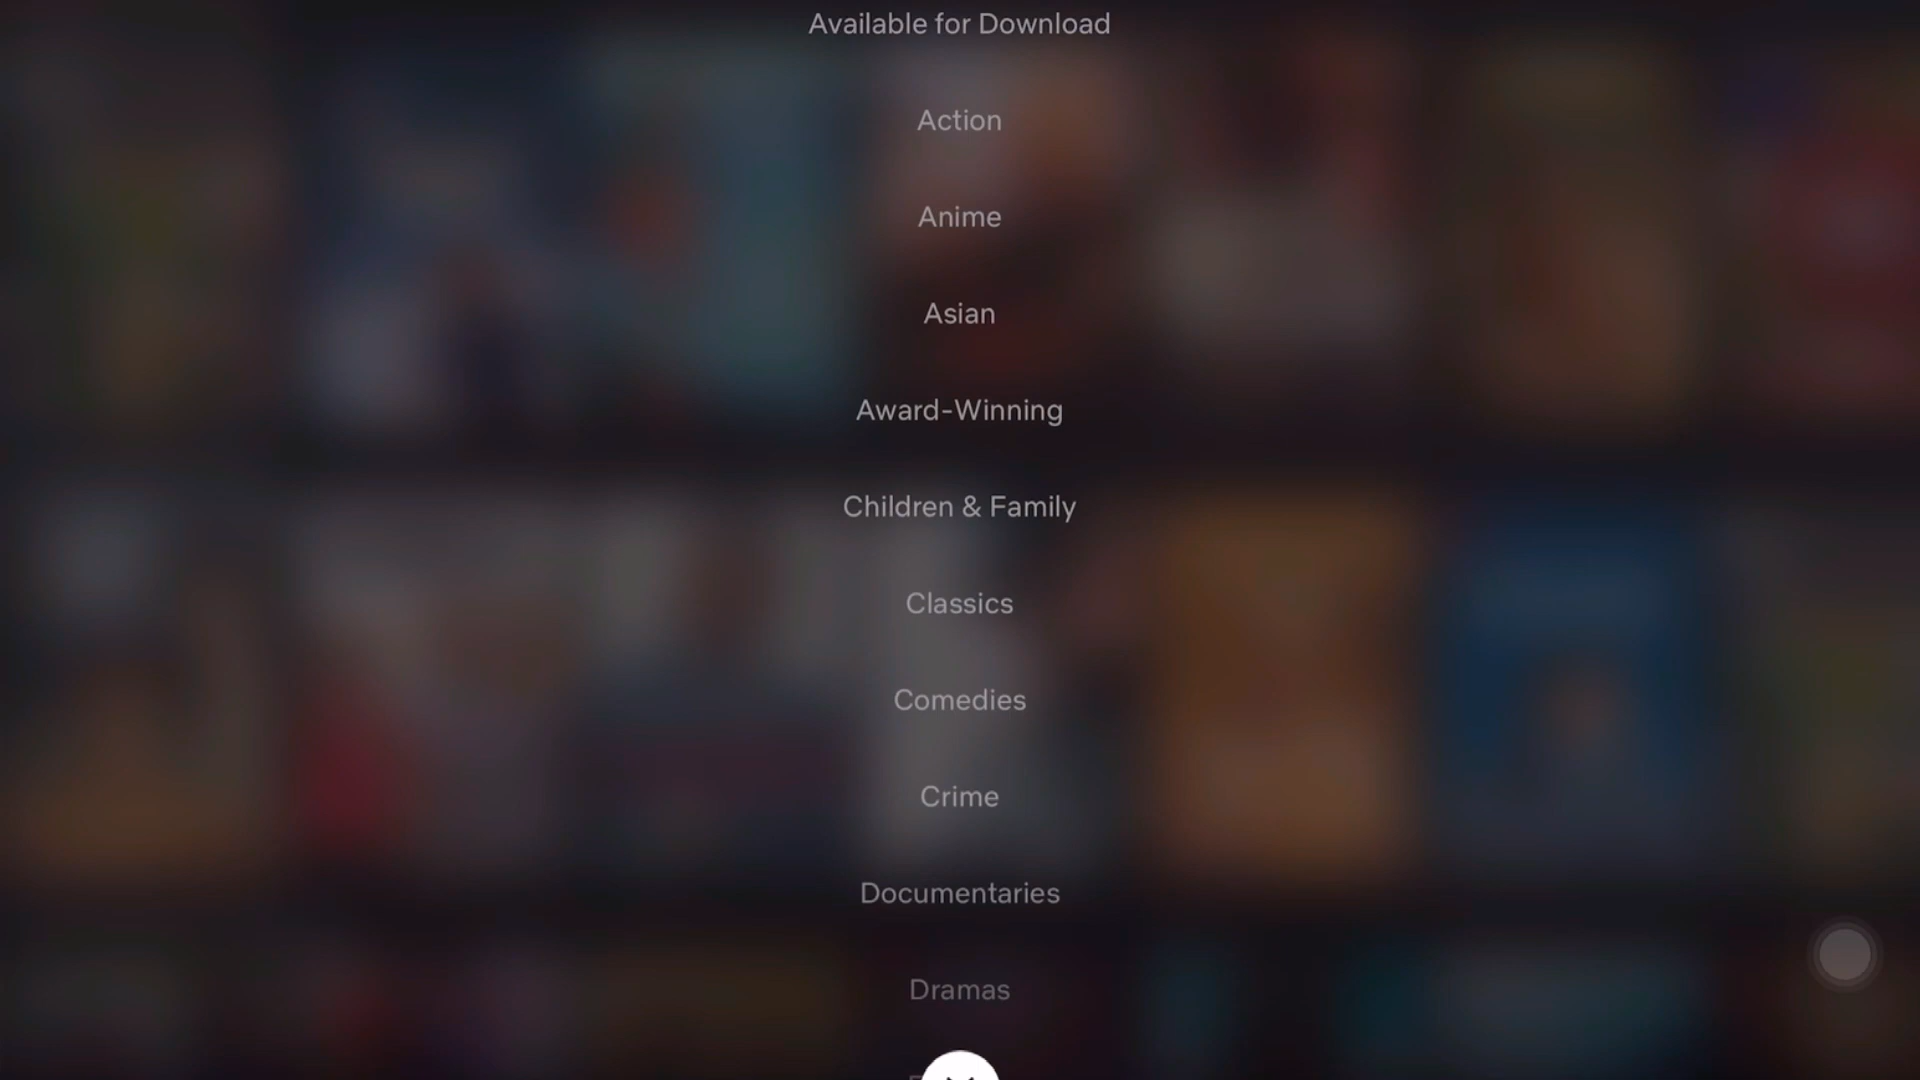 Available for Download
Action
Anime
Asian
Award-Winning
Children & Family
Classics
Comedies
Crime
Documentaries
Dramas